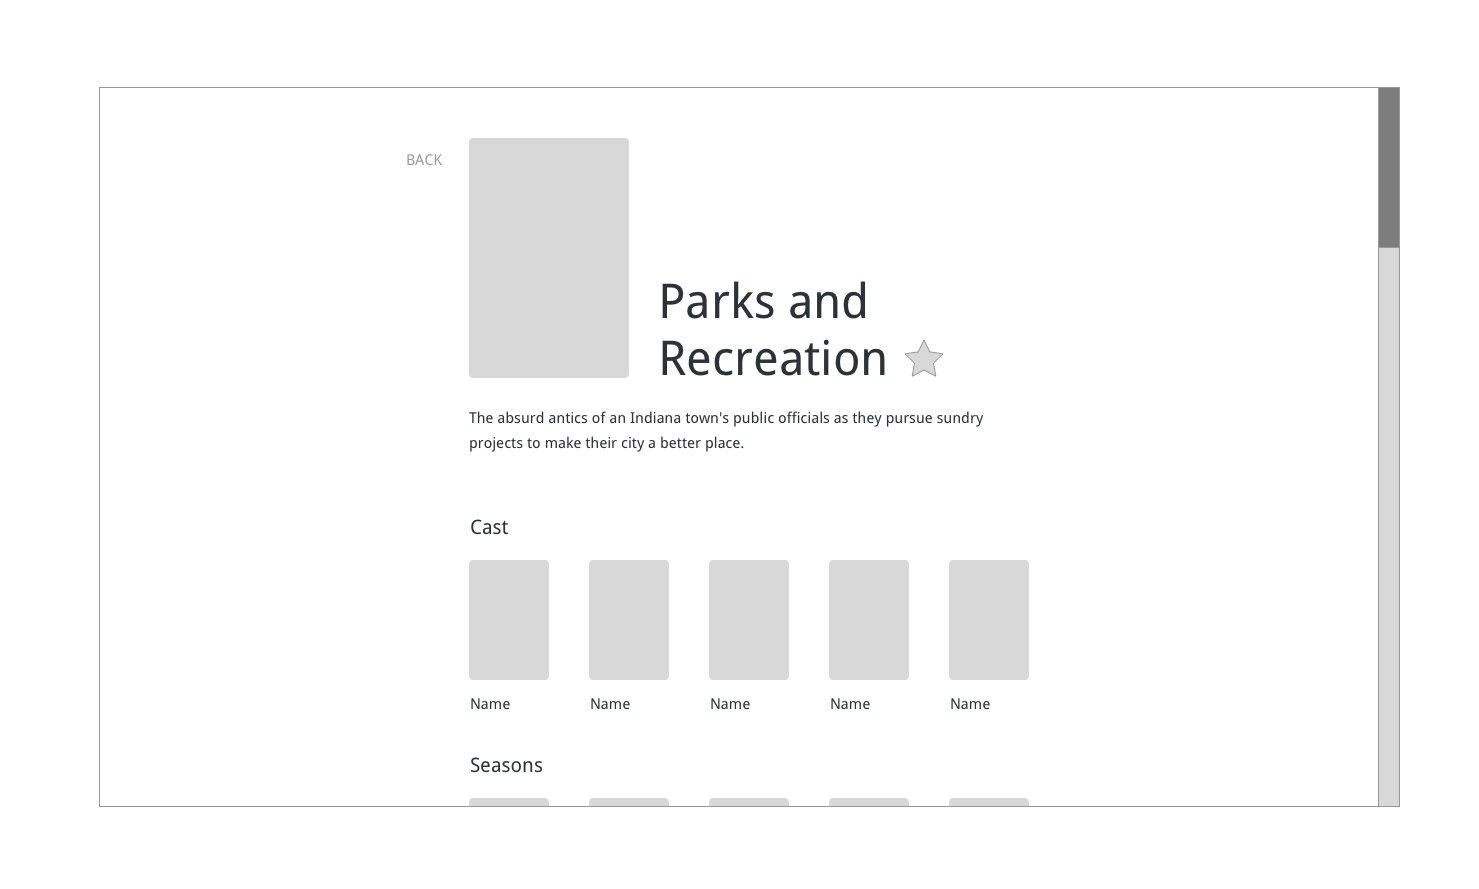 BACK
Parks and
Recreation
The absurd antics of an Indiana town's public officials as they pursue sundry
projects to make their city a better place.
Cast
Name Name Name Name Name
Seasons